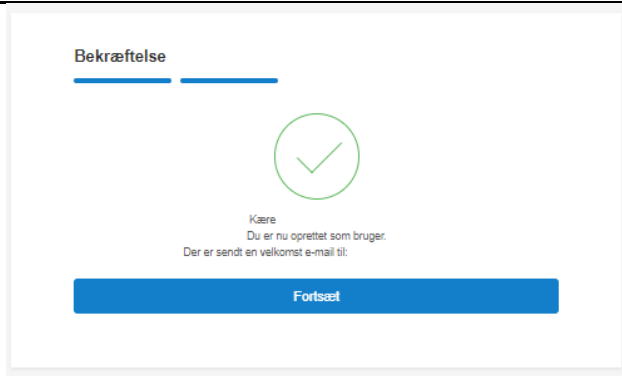 Bekræftelse
Kære
Du er nu oprettet som bruger.
Der er sendt en velkomst e-mail til:
Fortsæt